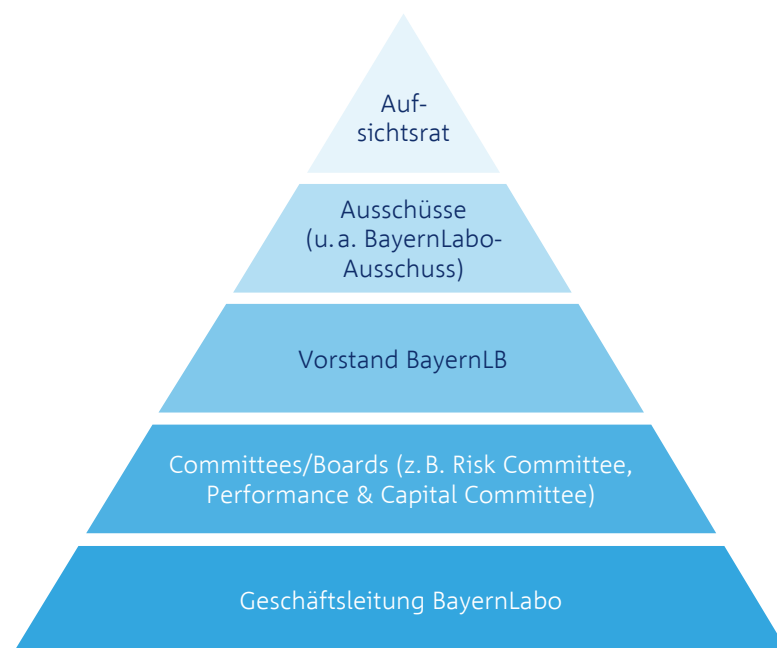 Auf-
sichtsrat
Ausschüsse
(u. a. BayernLabo-
Ausschuss)
Vorstand BayernLB
Committees/Boards (z. B. Risk Committee,
Performance & Capital Committee)
Geschäftsleitung BayernLabo